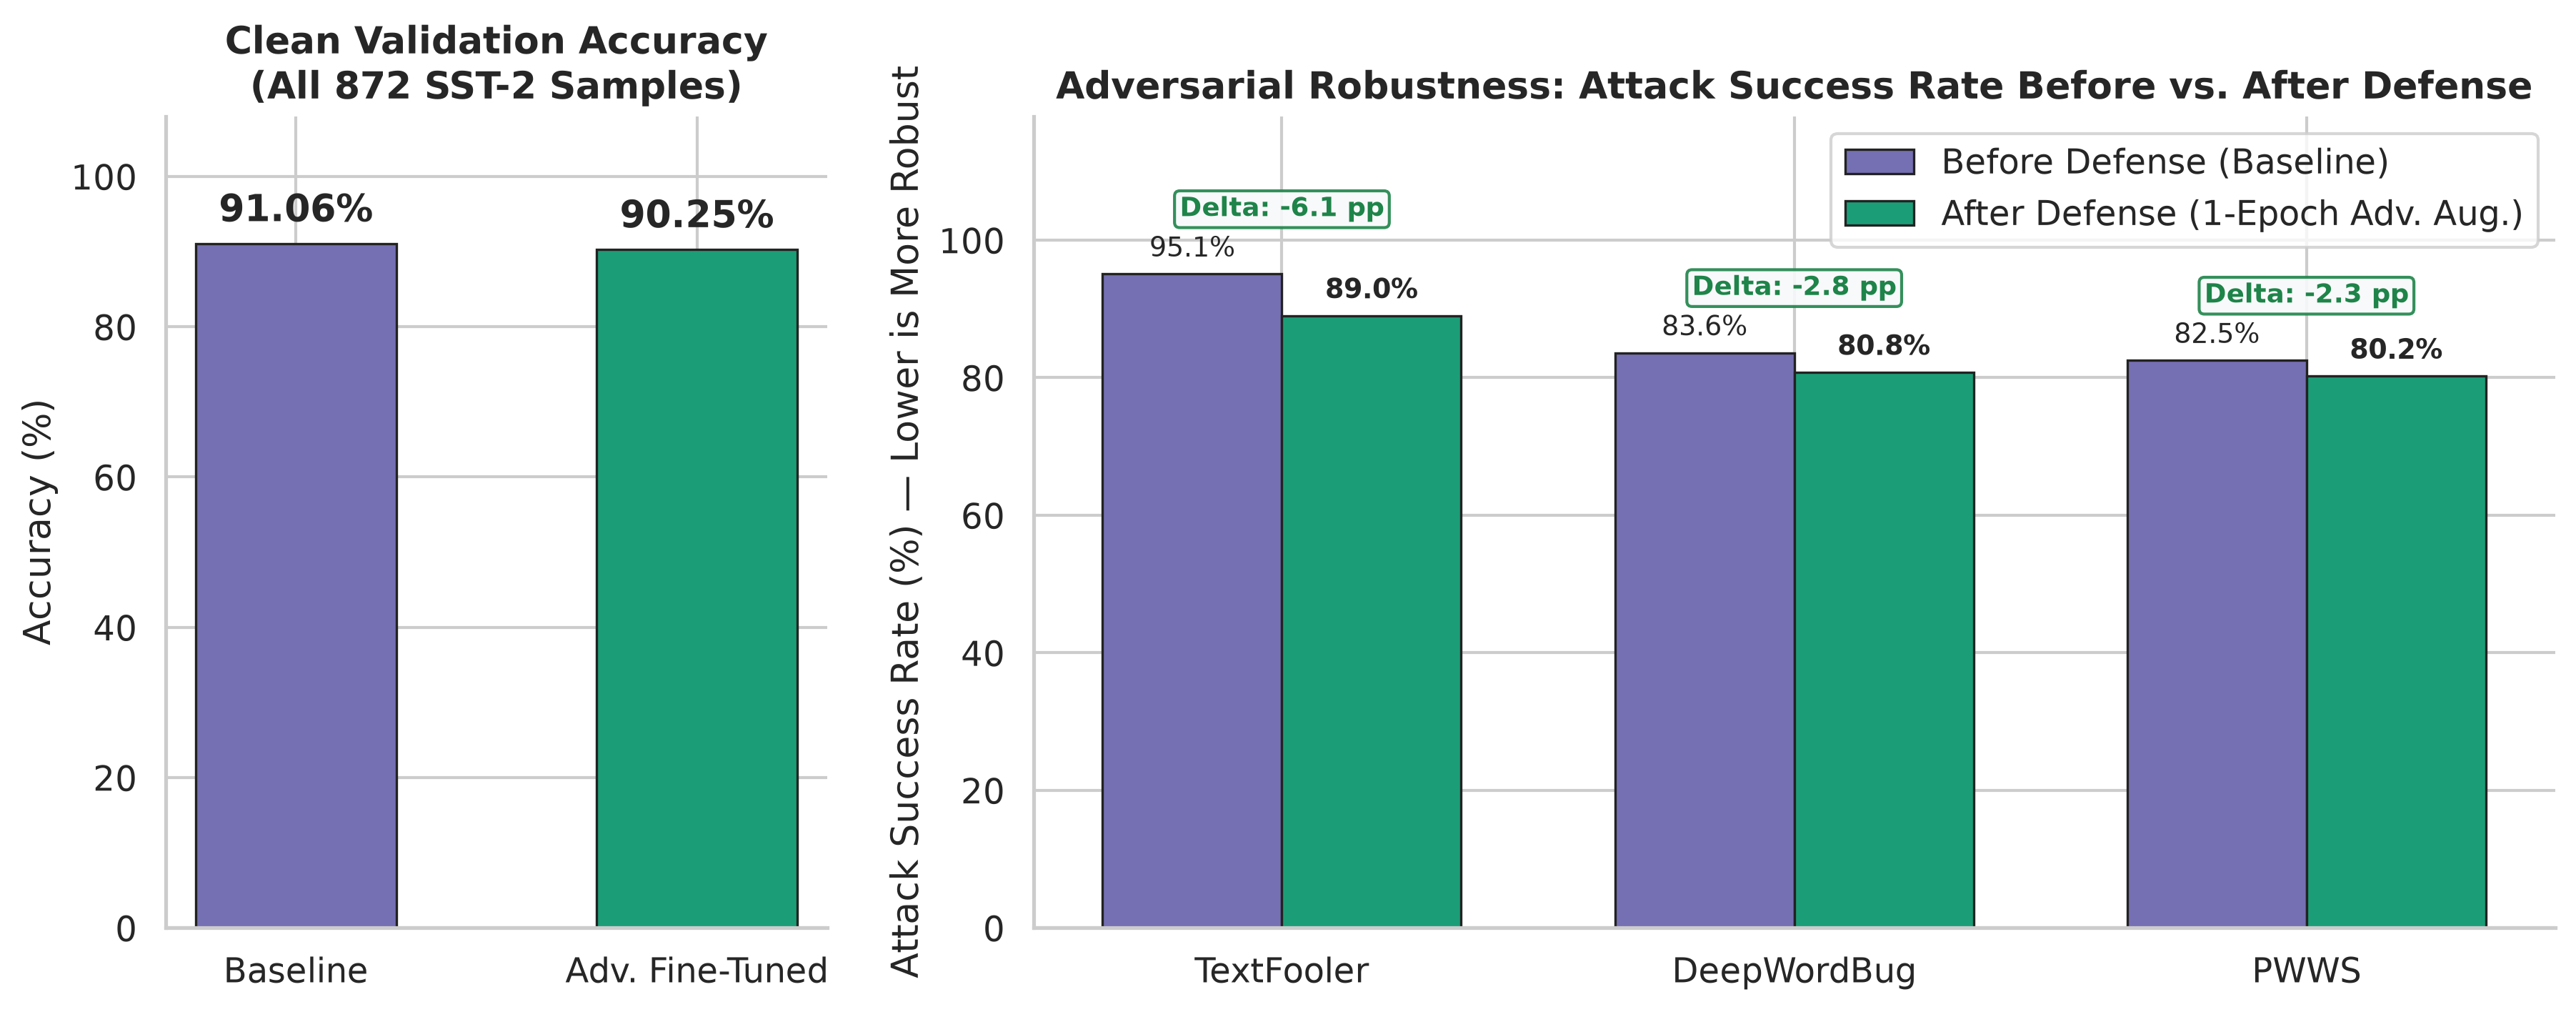 Clean Validation Accuracy
(All 872 SST-2 Samples)
Accuracy (%)
100
80
60
40
20
0
91.06%
90.25%
Baseline
Adv. Fine-Tuned
Adversarial Robustness: Attack Success Rate Before vs. After Defense
Attack Success Rate (%) — Lower is More Robust
Before Defense (Baseline)
After Defense (1-Epoch Adv. Aug.)
100
80
60
40
20
0
Delta: -6.1 pp
95.1%
89.0%
Delta: -2.8 pp
83.6%
80.8%
Delta: -2.3 pp
82.5%
80.2%
TextFooler
DeepWordBug
PWWS